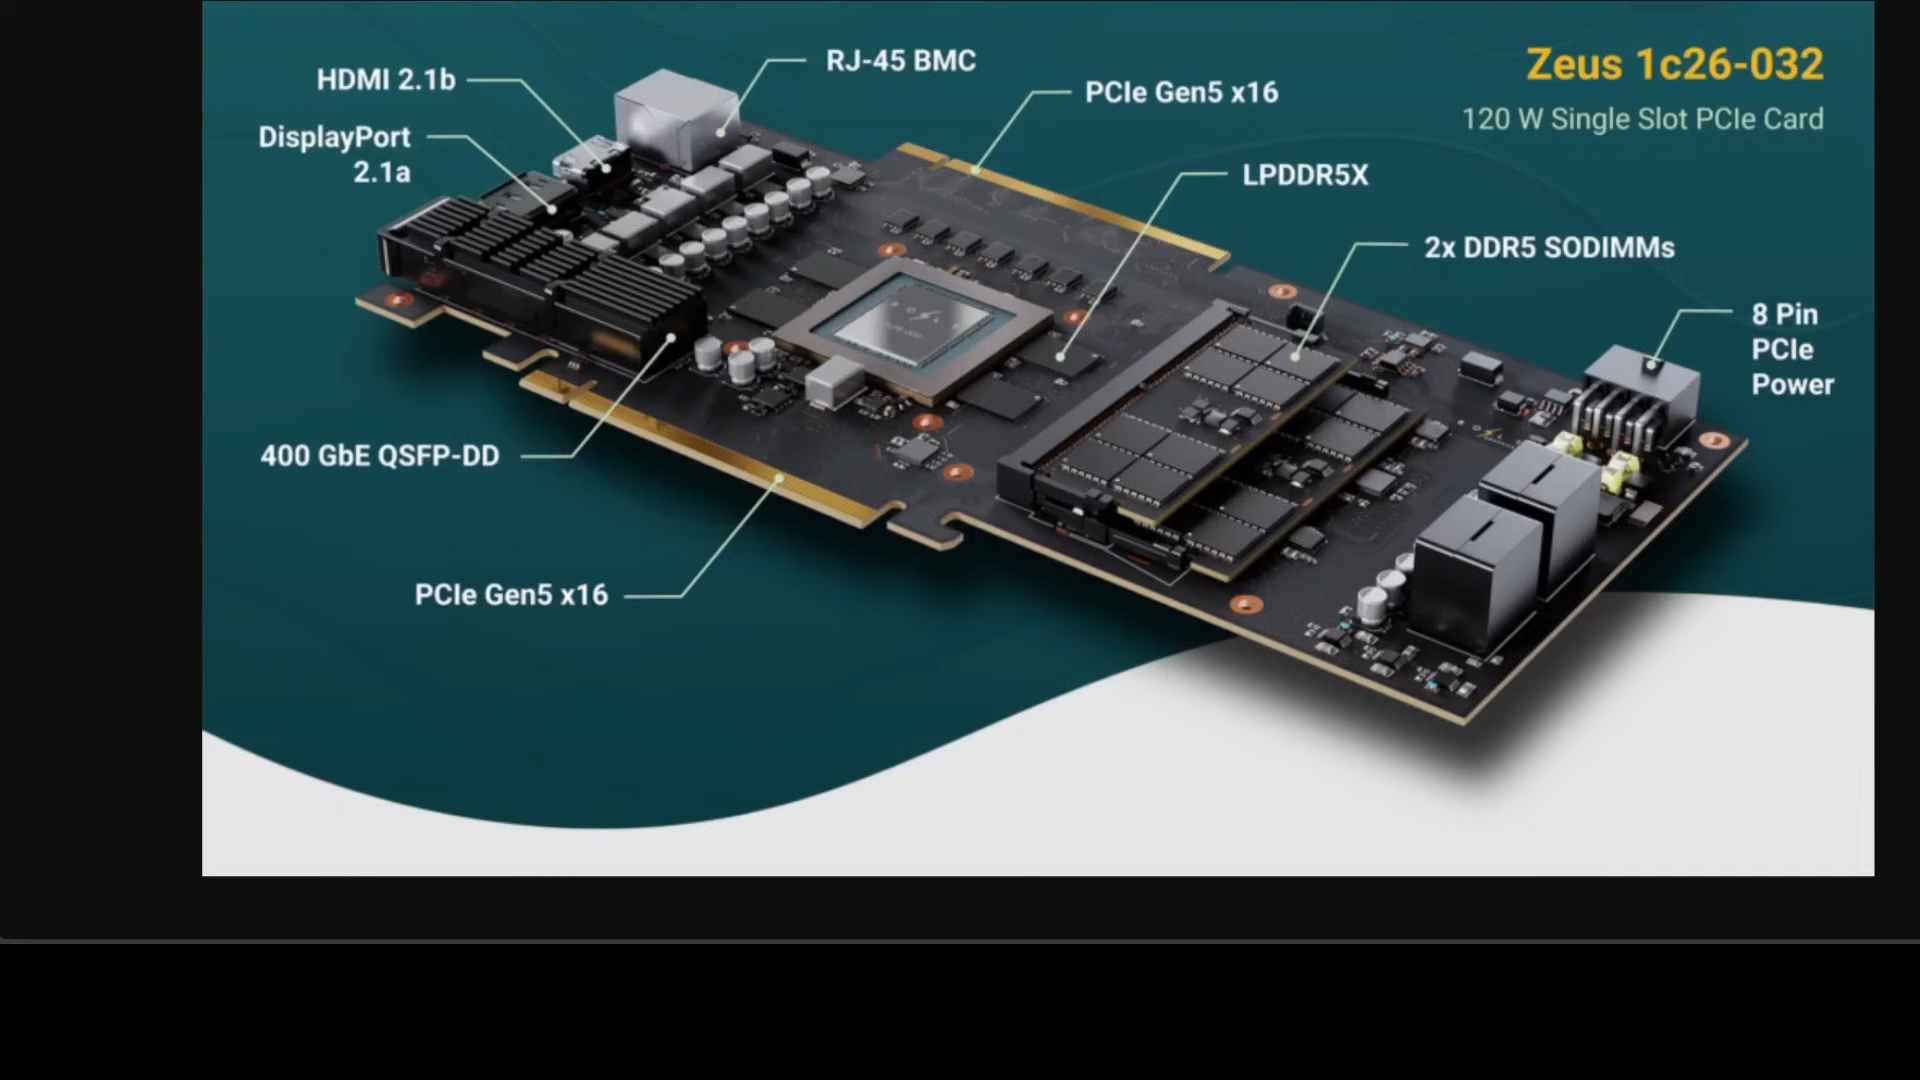 Zeus 1c26-032
120 W Single Slot PCIe Card
RJ-45 BMC
HDMI 2.1b
PCIe Gen5 x16
DisplayPort
2.1a
LPDDR5X
2x DDR5 SODIMMs
8 Pin
PCIe
Power
400 GbE QSFP-DD
PCIe Gen5 x16